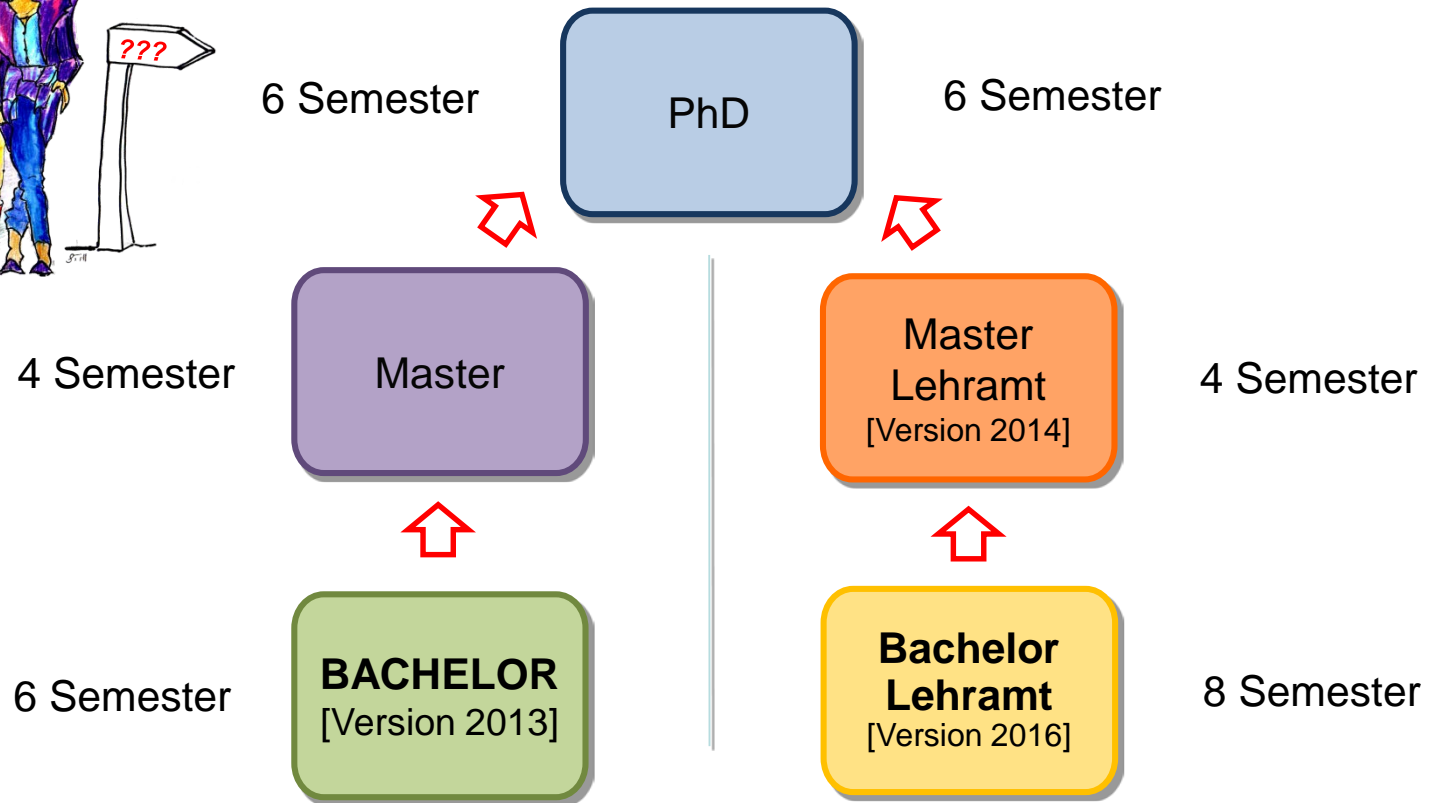 ???
6 Semester
PhD
6 Semester
4 Semester
Master
Master
Lehramt
[Version 2014]
4 Semester
6 Semester
BACHELOR
[Version 2013]
Bachelor
Lehramt
[Version 2016]
8 Semester